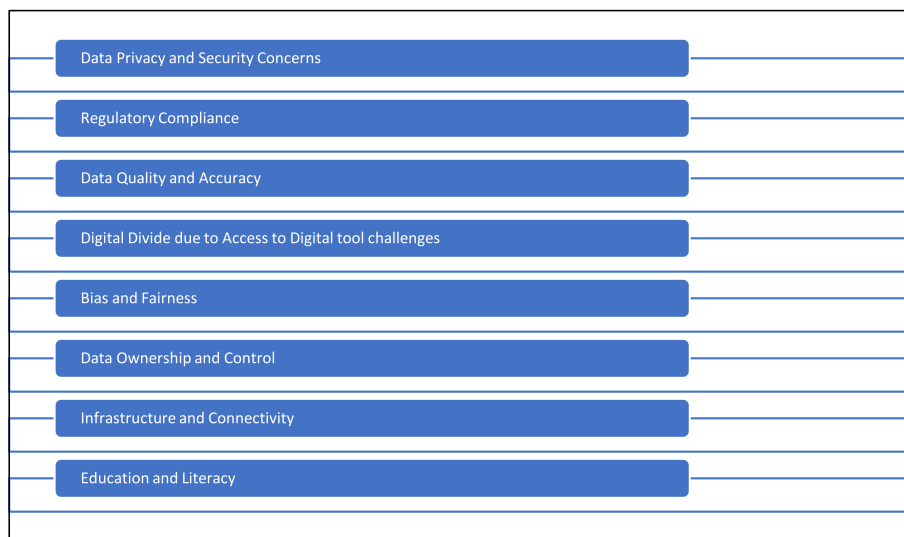 Data Privacy and Security Concerns
Regulatory Compliance
Data Quality and Accuracy
Digital Divide due to Access to Digital tool challenges
Bias and Fairness
Data Ownership and Control
Infrastructure and Connectivity
Education and Literacy